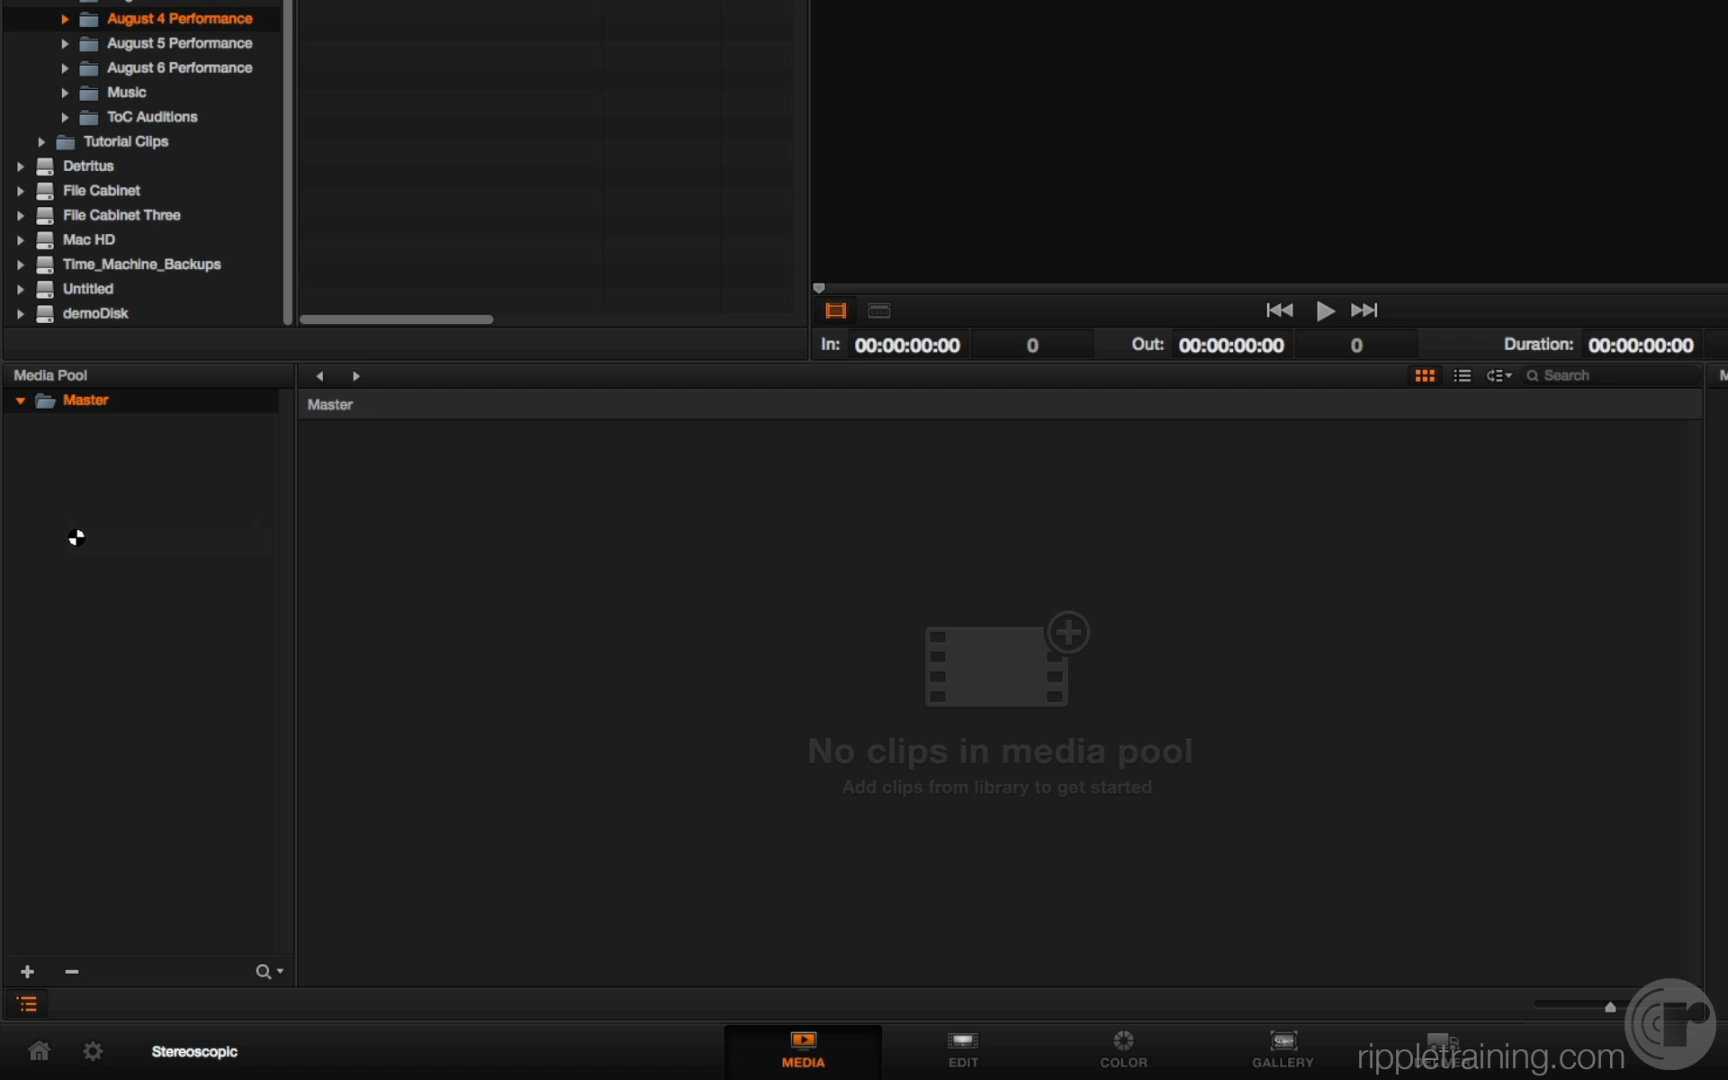 August 4 Performance
August 5 Performance
August 6 Performance
Music
ToC Auditions
Tutorial Clips
Detritus
File Cabinet
File Cabinet Three
Mac HD
Time_Machine_Backups
Untitled
demoDisk
In: 00:00:00:00 0 Out: 00:00:00:00 0 Duration: 00:00:00:00
Media Pool
Search
Master
Master
No clips in media pool
Add clips from library to get started
Stereoscopic
MEDIA
EDIT
COLOR
GALLERY
rippletraining.com